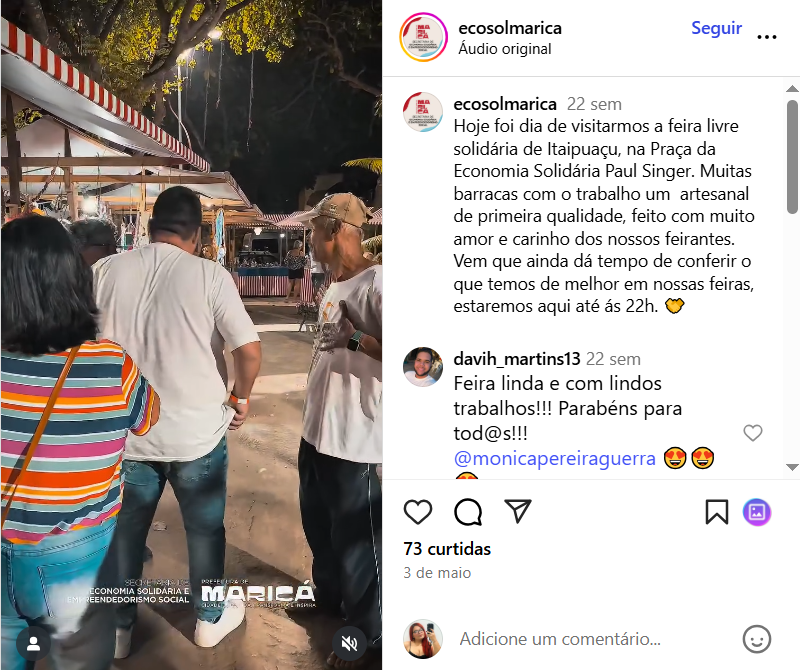 ecosolmarica
Seguir
Áudio original
ecosolmarica 22 sem
Hoje foi dia de visitarmos a feira livre
solidária de Itaipuaçu, na Praça da
Economia Solidária Paul Singer. Muitas
barracas com o trabalho um artesanal
de primeira qualidade, feito com muito
amor e carinho dos nossos feirantes.
Vem que ainda dá tempo de conferir o
que temos de melhor em nossas feiras,
estaremos aqui até ás 22h.
davih_martins13 22 sem
Feira linda e com lindos
trabalhos!!! Parabéns para
tod@s!!!
@monicapereiraguerra
73 curtidas
3 de maio
Adicione um comentário...
SECRETARIA DE
ECONOMIA SOLIDÁRIA E
EMPREENDEDORISMO SOCIAL
PREFEITURA DE
MARICÁ